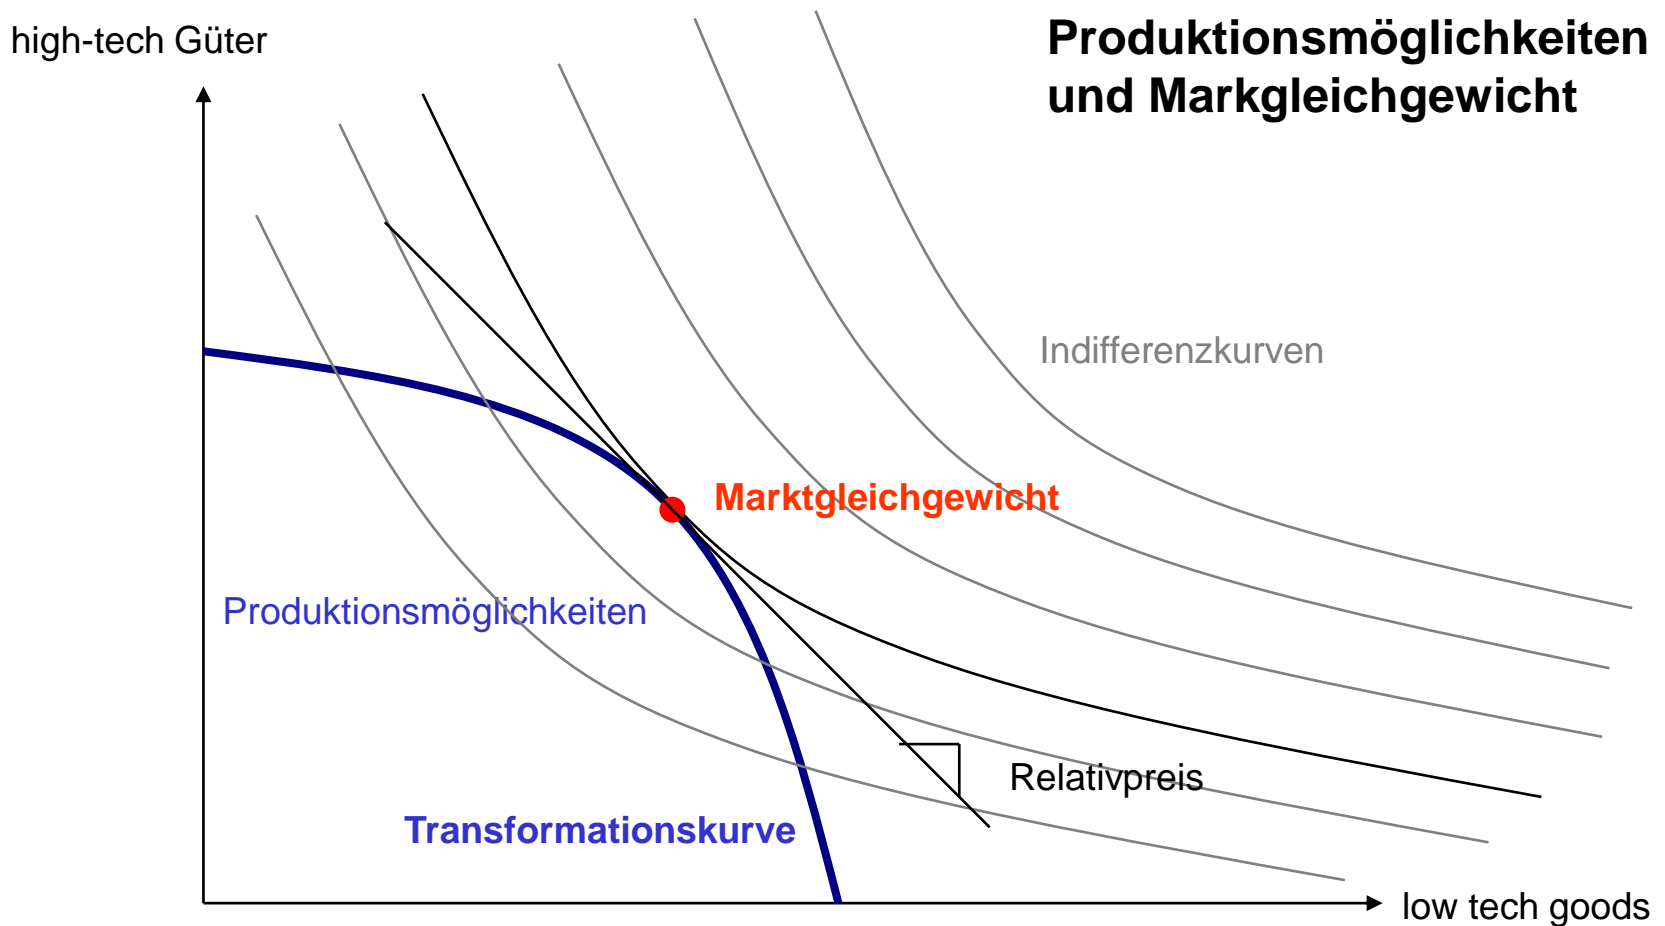 high-tech Güter
Produktionsmöglichkeiten
und Markgleichgewicht
Indifferenzkurven
Marktgleichgewicht
Produktionsmöglichkeiten
Relativpreis
Transformationskurve
low tech goods